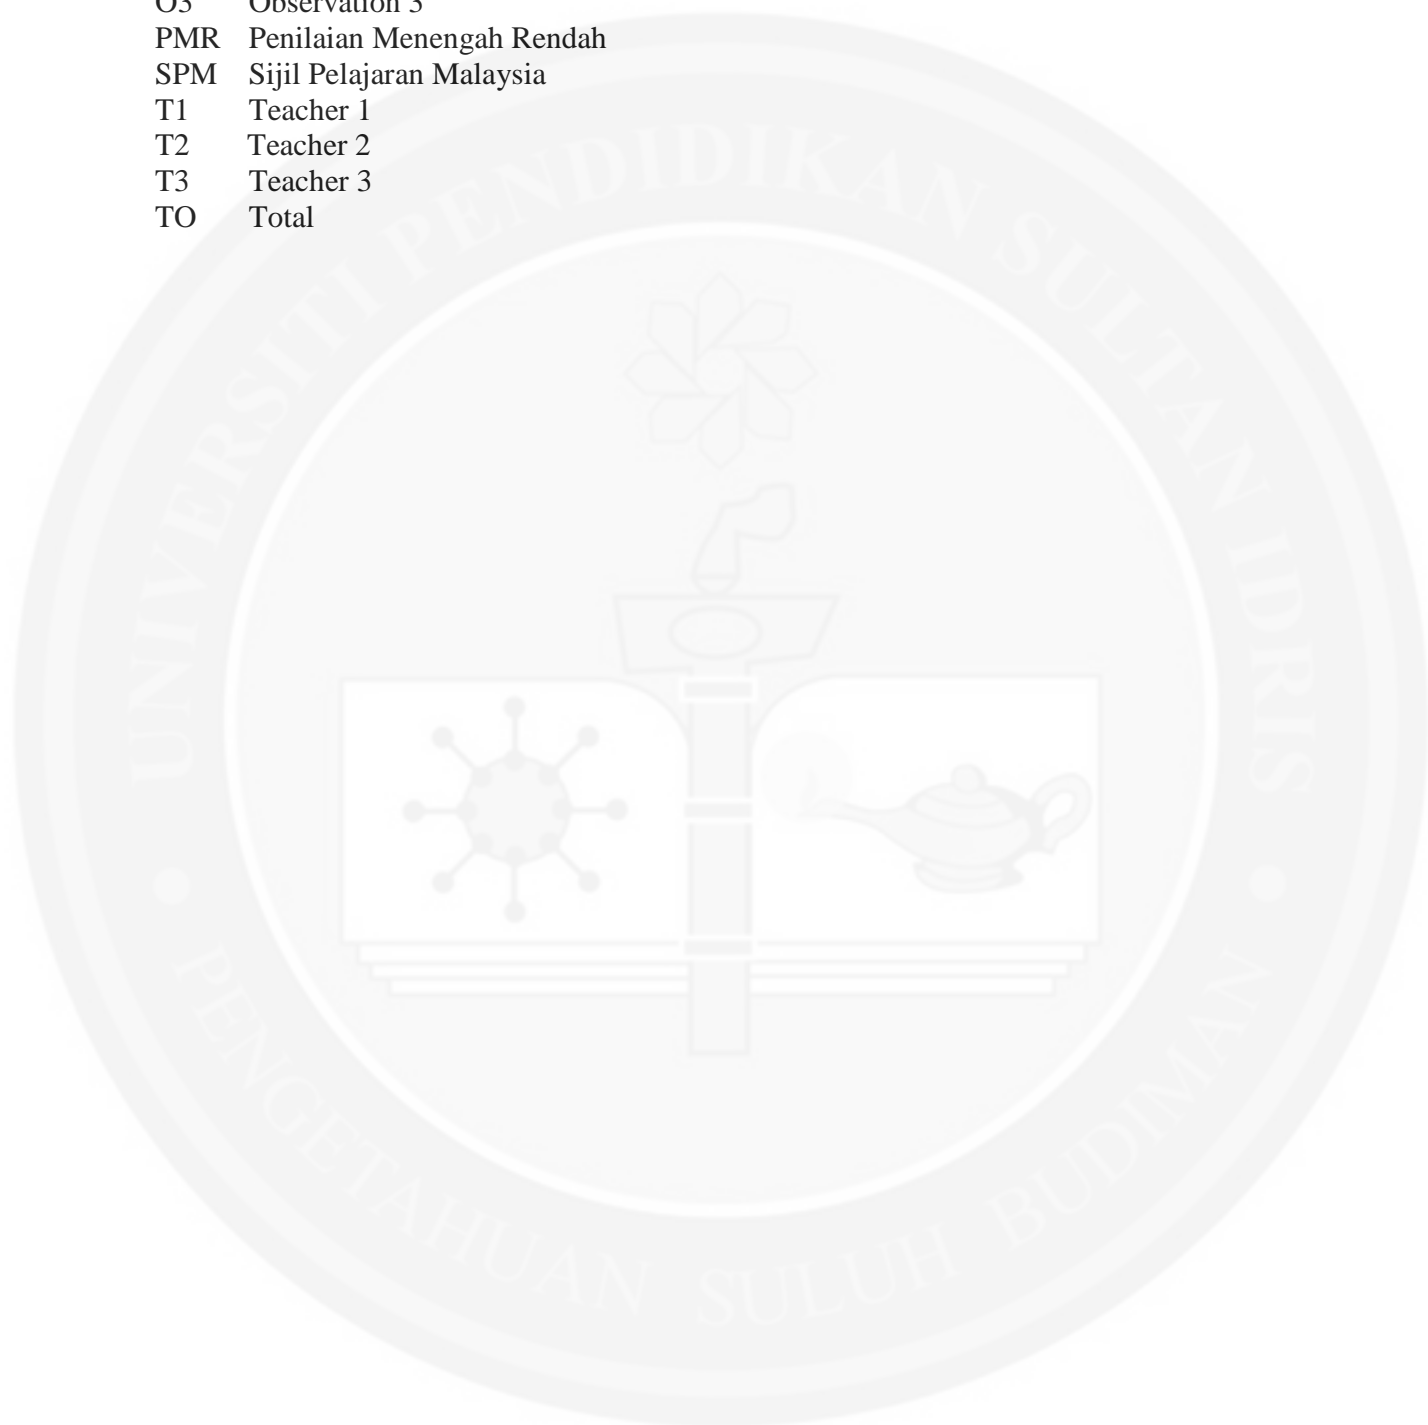 O3 Observation 3
PMR Penilaian Menengah Rendah
SPM Sijil Pelajaran Malaysia
T1 Teacher 1
T2 Teacher 2
T3 Teacher 3
TO Total
UNIVERSITI PENDIDIKAN SULTAN IDRIS
PENGETAHUAN SULUH BUDIMAN